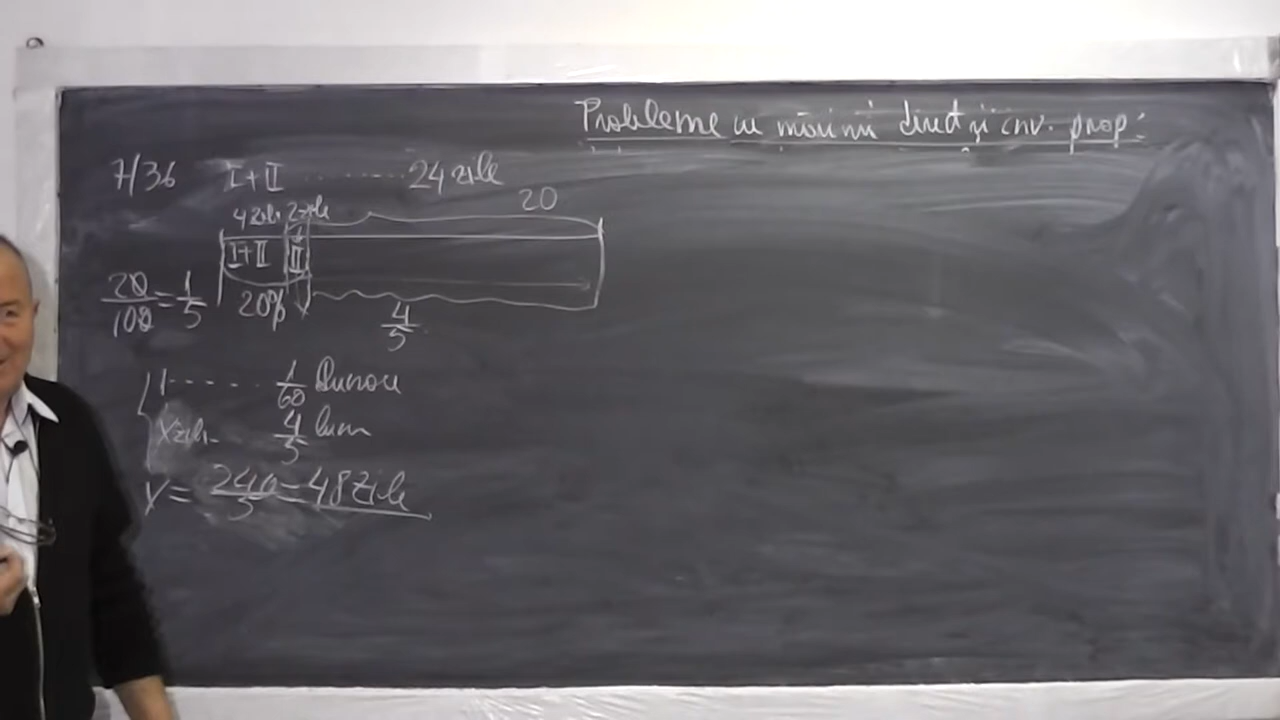 Probleme cu mărimi direct și inv. prop:
7/36 I+II ........ 24 zile
20
4 zile 2 zile
I+II II
20/100 = 1/5 20% 4/5
1 ----- 1/60 lucrare
x zile 4/5 lucr
x = 240/5 = 48 zile